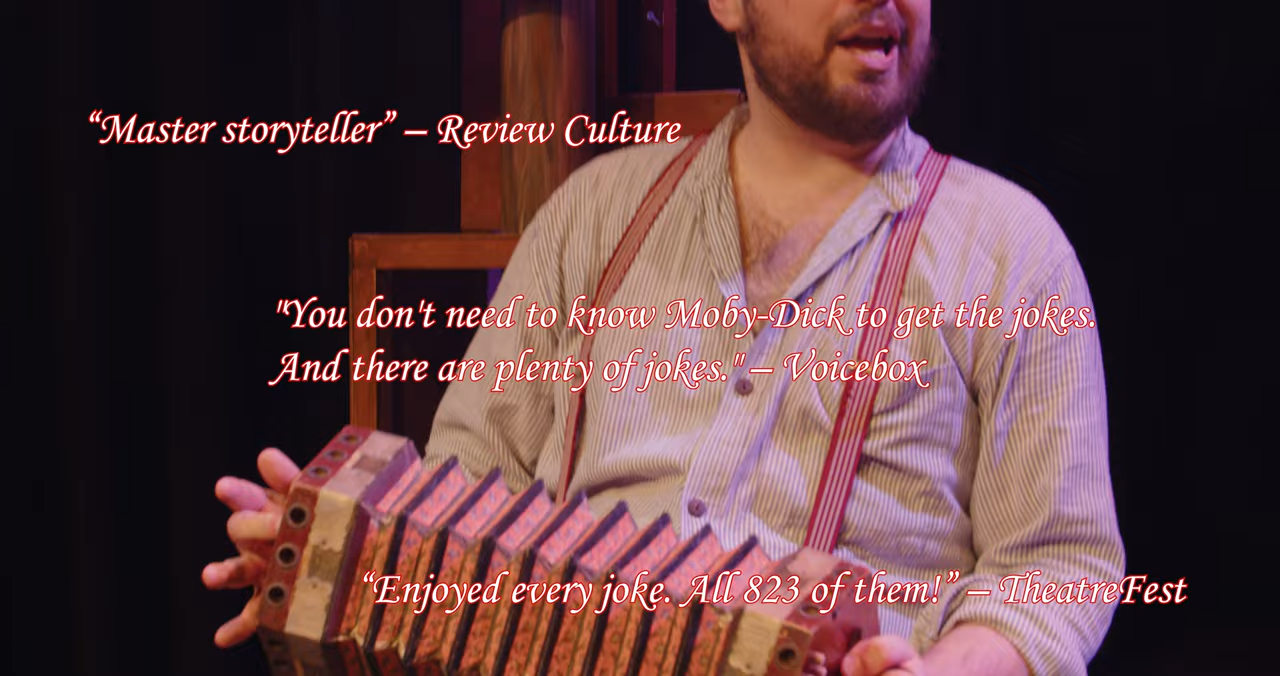 “Master storyteller” – Review Culture
"You don't need to know Moby-Dick to get the jokes.
And there are plenty of jokes." – Voicebox
“Enjoyed every joke. All 823 of them!” – TheatreFest